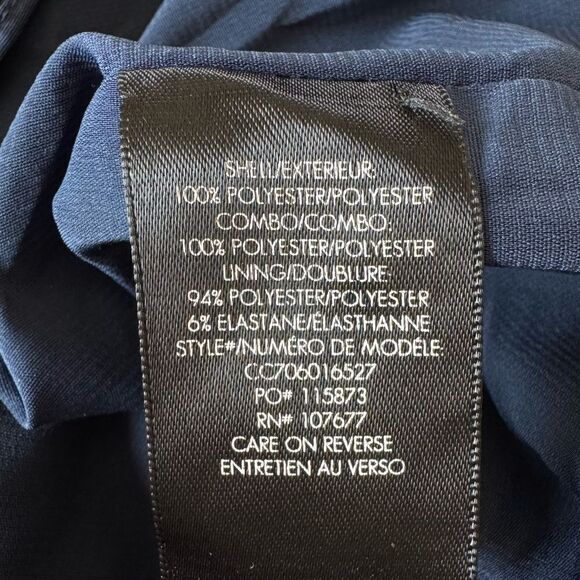 SHELL/EXTERIEUR:
100% POLYESTER/POLYESTER
COMBO/COMBO:
100% POLYESTER/POLYESTER
LINING/DOUBLURE:
94% POLYESTER/POLYESTER
6% ELASTANE/ÉLASTHANNE
STYLE#/NUMÉRO DE MODÈLE:
CC706016527
PO# 115873
RN# 107677
CARE ON REVERSE
ENTRETIEN AU VERSO